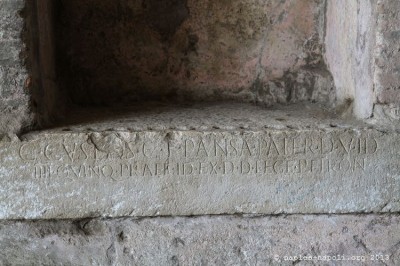 C CVSPIVS C F PANSA PATER D V I D
IIII QVINQ PRAEF I D EX D D LEGE PETRON